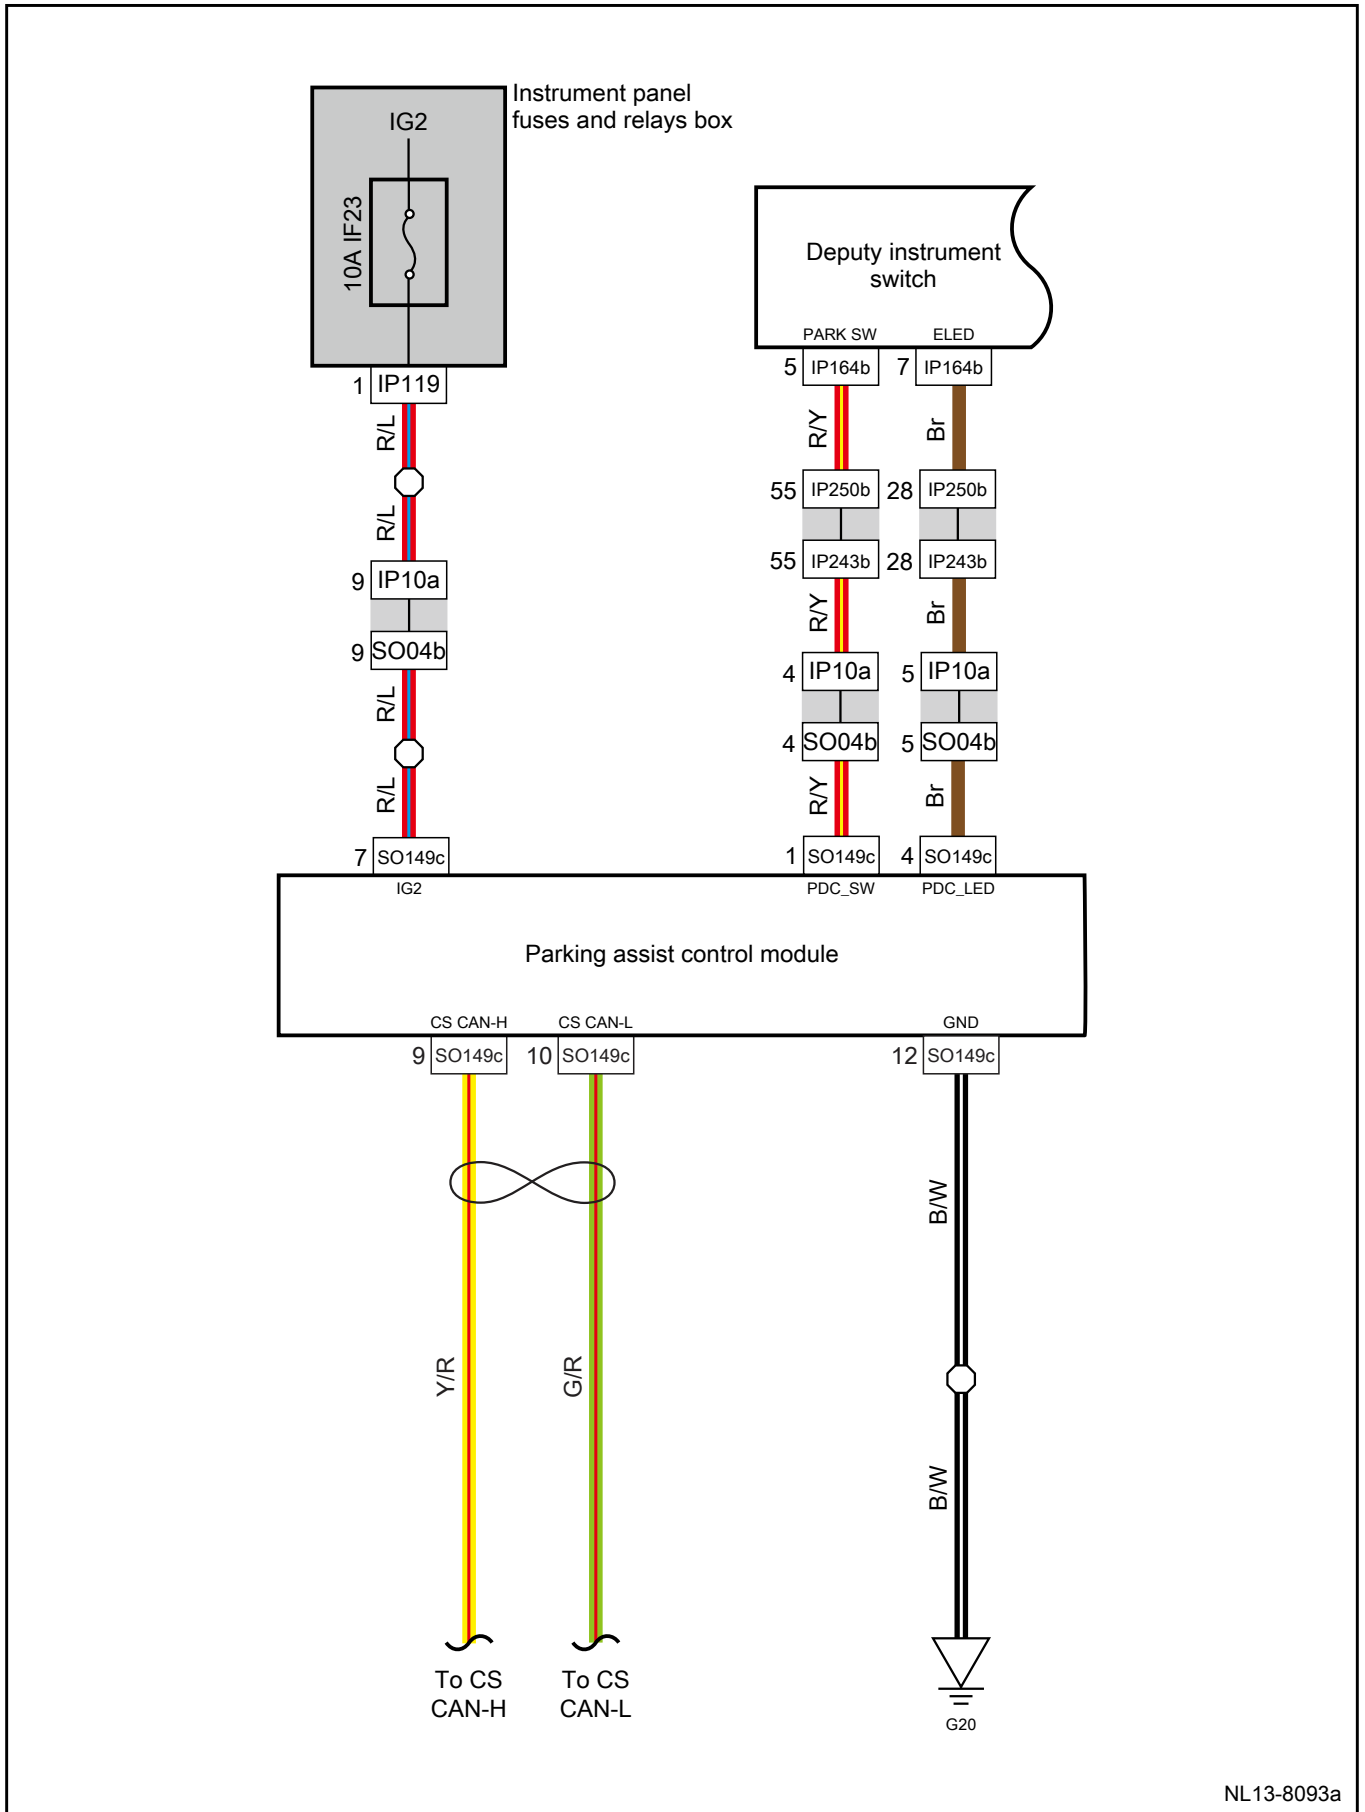 Instrument panel
fuses and relays box
IG2
10A IF23
1 IP119
R/L
R/L
9 IP10a
9 SO04b
R/L
R/L
7 SO149c
IG2
Deputy instrument
switch
PARK SW ELED
5 IP164b 7 IP164b
R/Y Br
55 IP250b 28 IP250b
55 IP243b 28 IP243b
R/Y Br
4 IP10a 5 IP10a
4 SO04b 5 SO04b
R/Y Br
1 SO149c 4 SO149c
PDC_SW PDC_LED
Parking assist control module
CS CAN-H CS CAN-L GND
9 SO149c 10 SO149c 12 SO149c
B/W
Y/R G/R
B/W
To CS
CAN-H
To CS
CAN-L
G20
NL13-8093a